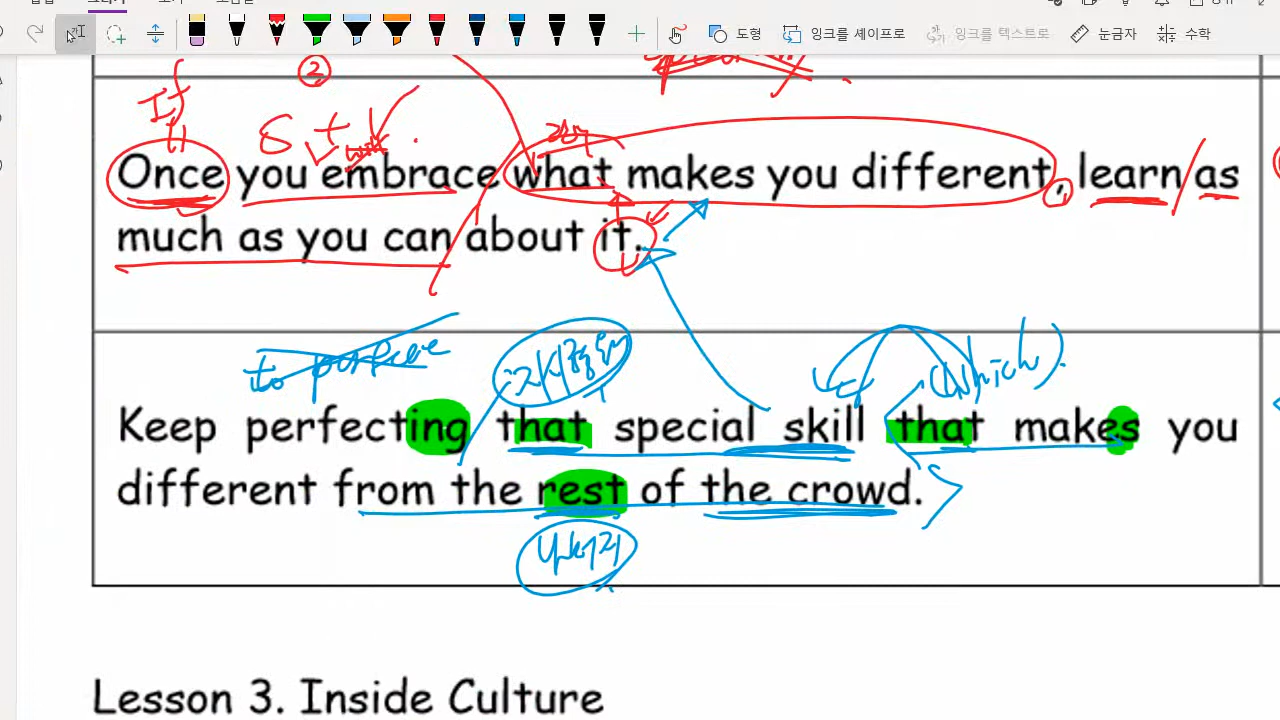 도형 잉크를 셰이프로 잉크를 텍스트로 눈금자 수학
②
If
S + v
Once you embrace what makes you different, learn as
much as you can about it.
to perfect
(which)
Keep perfecting that special skill that makes you
different from the rest of the crowd.
나머지
Lesson 3. Inside Culture